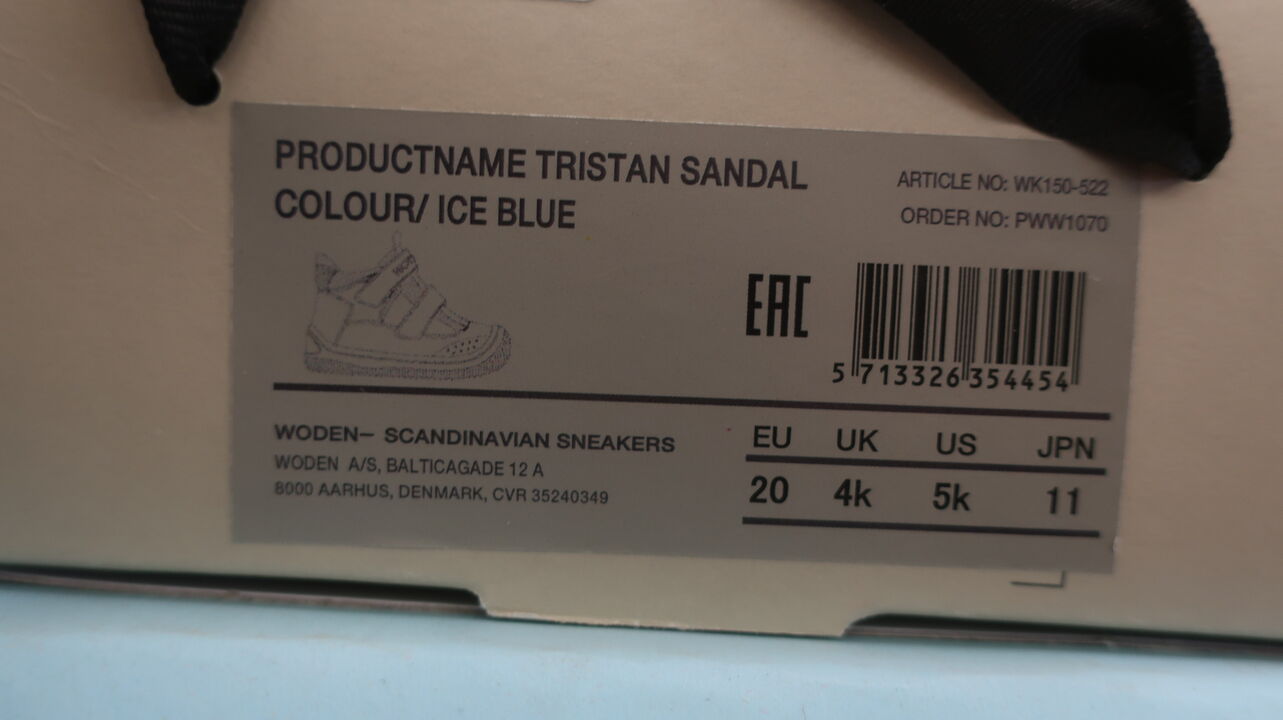 PRODUCTNAME TRISTAN SANDAL
COLOUR/ ICE BLUE
ARTICLE NO: WK150-522
ORDER NO: PWW1070
EAC
5 713326 354454
WODEN– SCANDINAVIAN SNEAKERS
WODEN A/S, BALTICAGADE 12 A
8000 AARHUS, DENMARK, CVR 35240349
EU UK US JPN
20 4k 5k 11